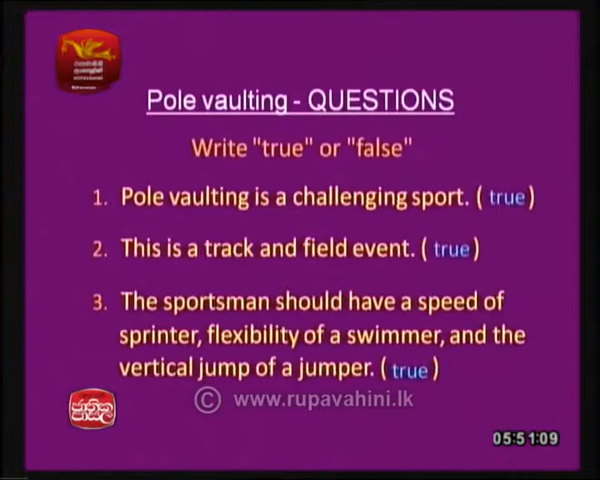 Pole vaulting - QUESTIONS
Write "true" or "false"
1. Pole vaulting is a challenging sport. ( true )
2. This is a track and field event. ( true )
3. The sportsman should have a speed of
sprinter, flexibility of a swimmer, and the
vertical jump of a jumper. ( true )
© www.rupavahini.lk
05:51:09